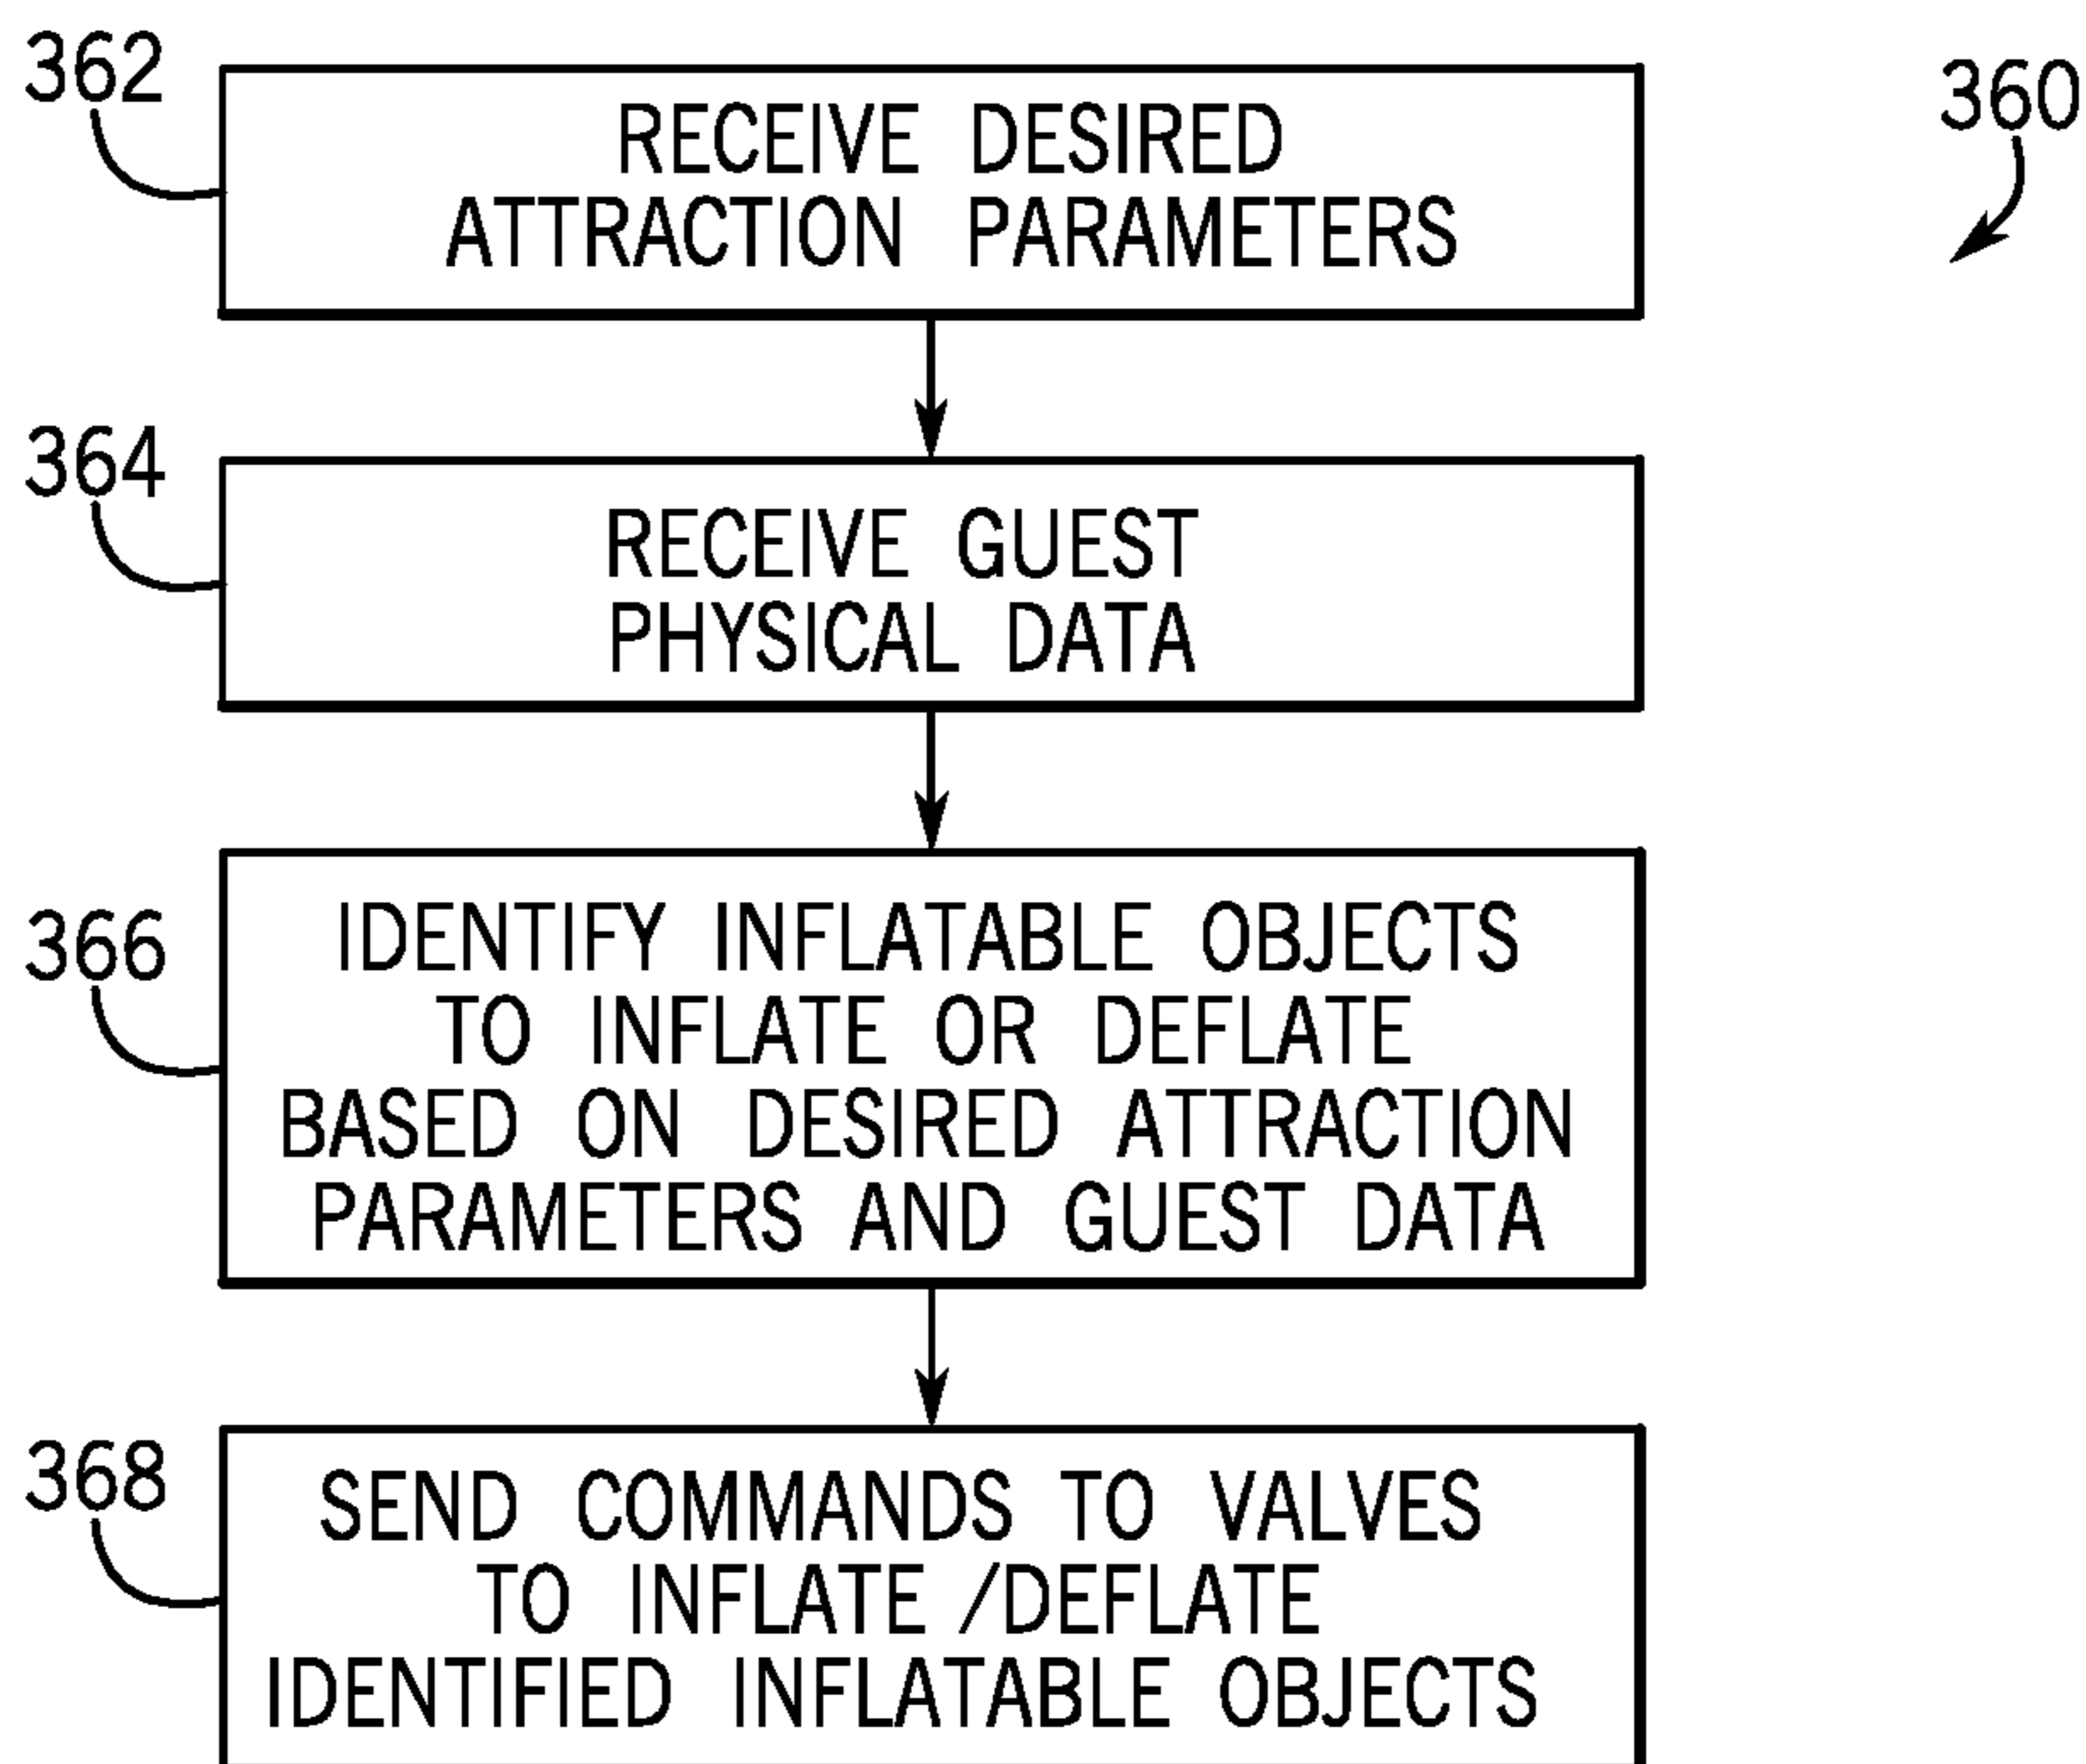 362
RECEIVE DESIRED
ATTRACTION PARAMETERS
360
364
RECEIVE GUEST
PHYSICAL DATA
366
IDENTIFY INFLATABLE OBJECTS
TO INFLATE OR DEFLATE
BASED ON DESIRED ATTRACTION
PARAMETERS AND GUEST DATA
368
SEND COMMANDS TO VALVES
TO INFLATE /DEFLATE
IDENTIFIED INFLATABLE OBJECTS